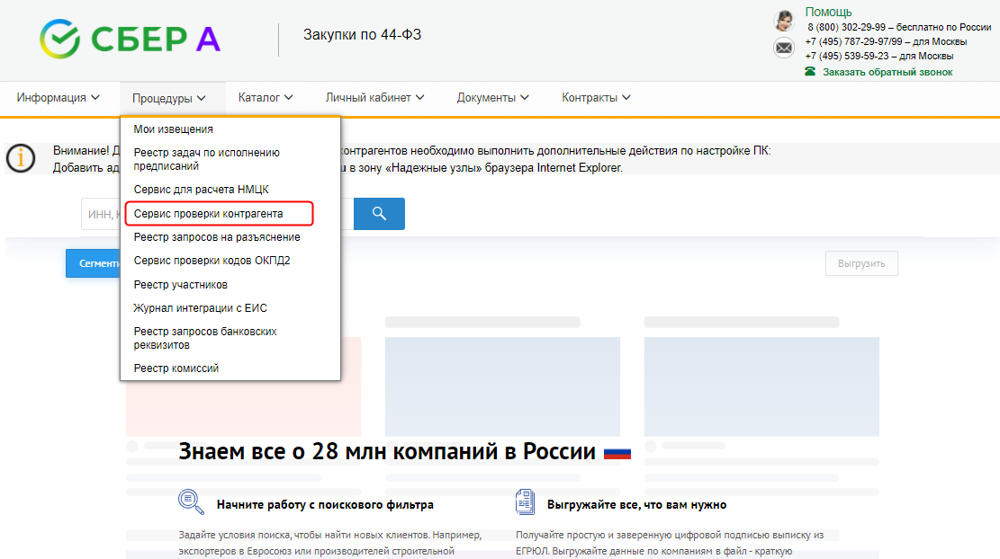 СБЕР А
Закупки по 44-ФЗ
Помощь
8 (800) 302-29-99 – бесплатно по России
+7 (495) 787-29-97/99 – для Москвы
+7 (495) 539-59-23 – для Москвы
Заказать обратный звонок
Информация
Процедуры
Каталог
Личный кабинет
Документы
Контракты
Мои извещения
Реестр задач по исполнению
предписаний
Сервис для расчета НМЦК
Сервис проверки контрагента
Реестр запросов на разъяснение
Сервис проверки кодов ОКПД2
Реестр участников
Журнал интеграции с ЕИС
Реестр запросов банковских
реквизитов
Реестр комиссий
Внимание! Д онтрагентов необходимо выполнить дополнительные действия по настройке ПК:
Добавить ад u в зону «Надежные узлы» браузера Internet Explorer.
ИНН, К
Сегмент
Выгрузить
Знаем все о 28 млн компаний в России
Начните работу с поискового фильтра
Выгружайте все, что вам нужно
Задайте условия поиска, чтобы найти новых клиентов. Например,
экспортеров в Евросоюз или производителей строительной
Получайте простую и заверенную цифровой подписью выписку из
ЕГРЮЛ. Выгружайте данные по компаниям в файл - краткую